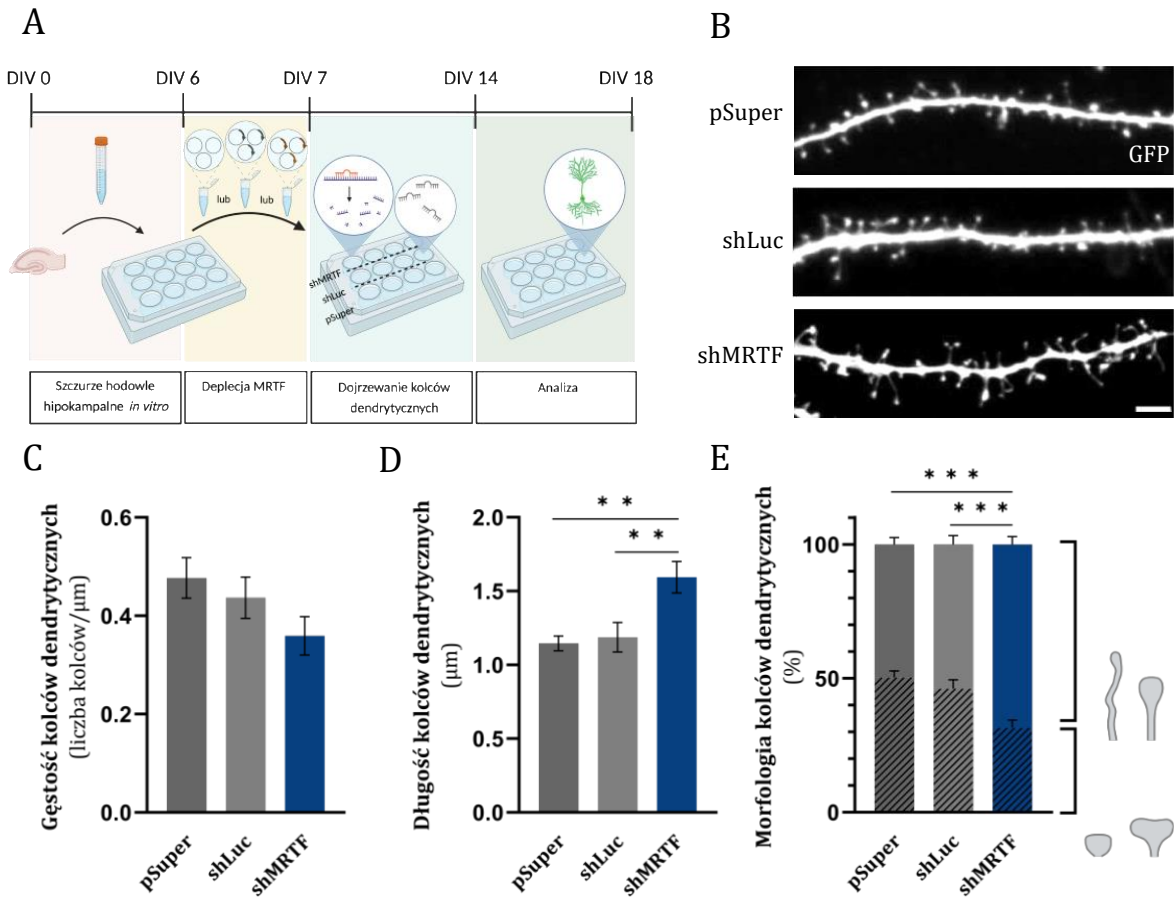 A
DIV 0
DIV 6
DIV 7
DIV 14
DIV 18
lub
lub
shMRTF
shLuc
pSuper
Szczurze hodowle
hipokampalne in vitro
Deplecja MRTF
Dojrzewanie kolców
dendrytycznych
Analiza
B
pSuper
GFP
shLuc
shMRTF
C
Gęstość kolców dendrytycznych
(liczba kolców/μm)
0.6
0.4
0.2
0.0
pSuper
shLuc
shMRTF
D
Długość kolców dendrytycznych
(μm)
2.0
1.5
1.0
0.5
0.0
* *
* *
pSuper
shLuc
shMRTF
E
Morfologia kolców dendrytycznych
(%)
100
50
0
* * *
* * *
pSuper
shLuc
shMRTF